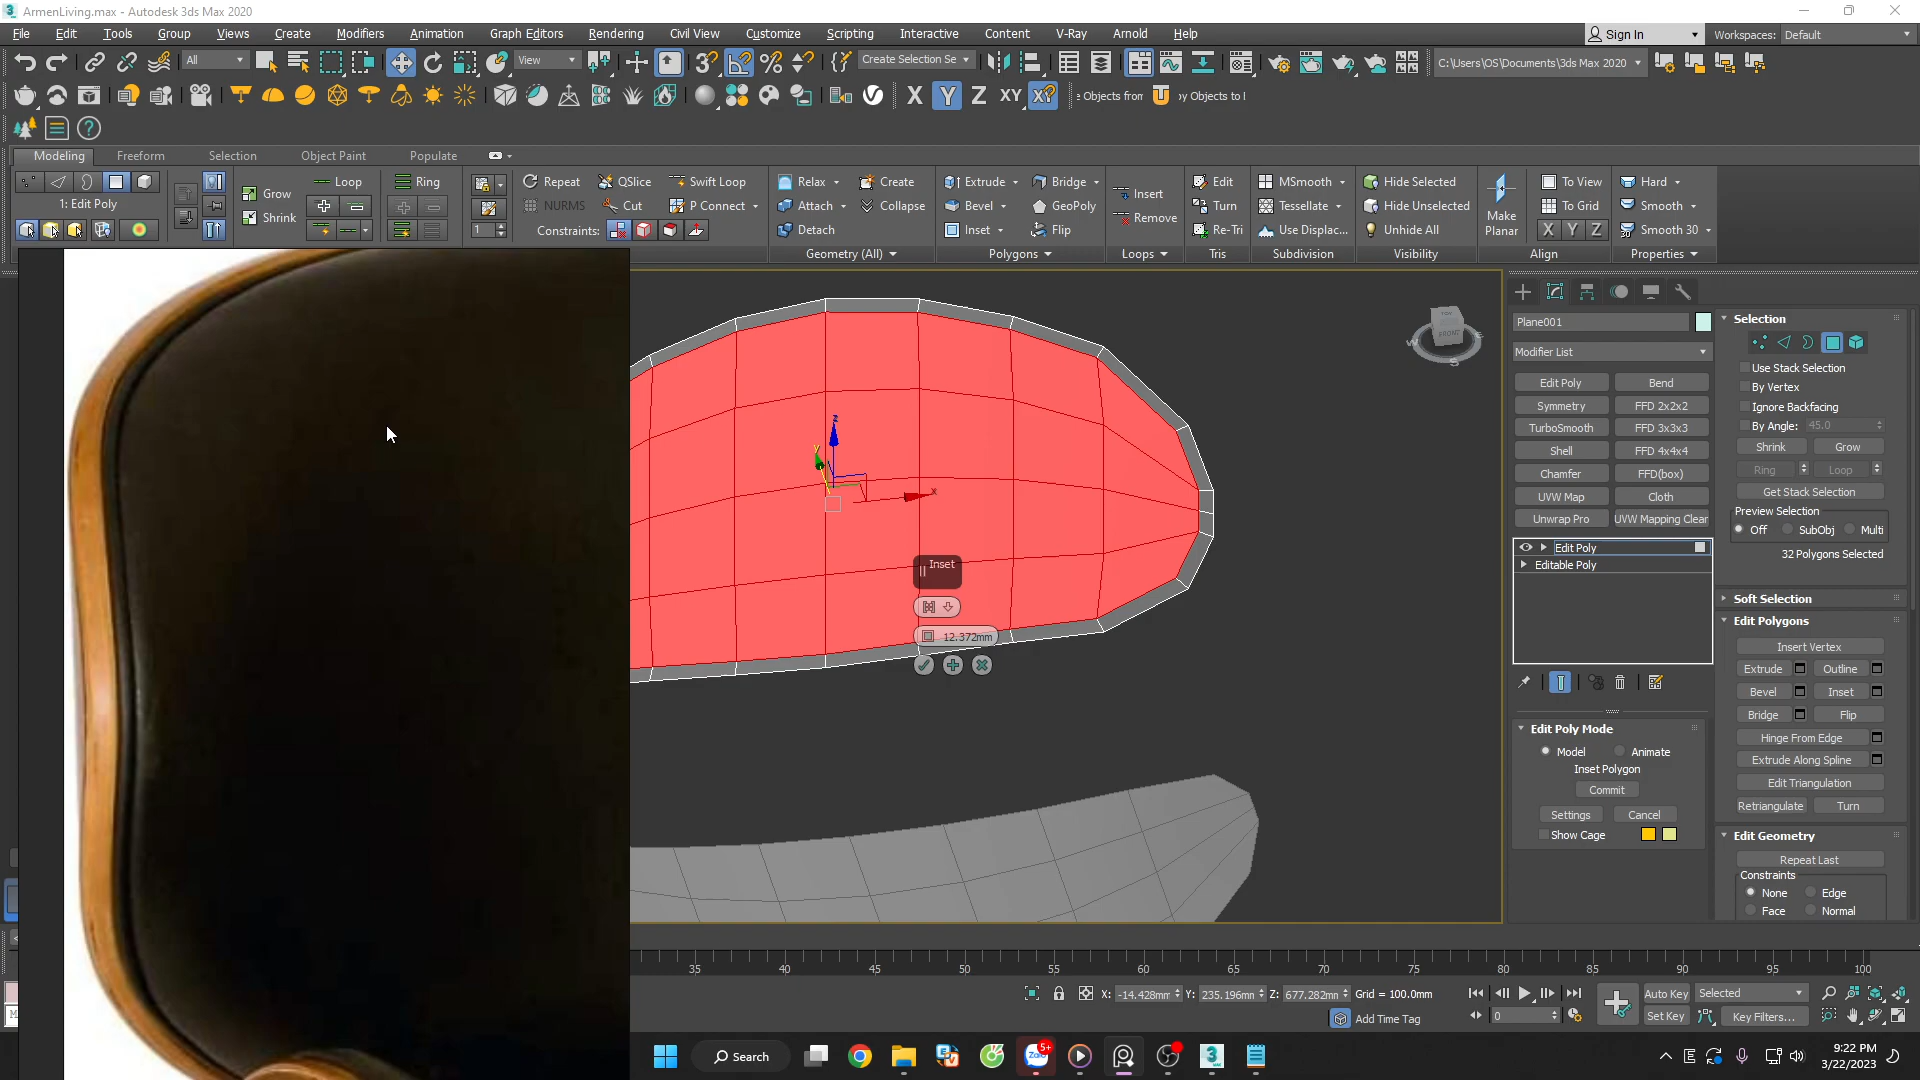 ArmenLiving.max - Autodesk 3ds Max 2020
File Edit Tools Group Views Create Modifiers Animation Graph Editors Rendering Civil View Customize Scripting Interactive Content V-Ray Arnold Help
Sign In Workspaces: Default
All View Create Selection Se C:\Users\OS\Documents\3ds Max 2020
X Y Z XY XY e Objects from py Objects to l
Modeling Freeform Selection Object Paint Populate
Grow Loop Ring Repeat QSlice Swift Loop Relax Create Extrude Bridge Insert Edit MSmooth Hide Selected To View Hard
1: Edit Poly Shrink NURMS Cut P Connect Attach Collapse Bevel GeoPoly Remove Turn Tessellate Hide Unselected Make Planar To Grid Smooth
1 Constraints: Detach Inset Flip Re-Tri Use Displac... Unhide All X Y Z Smooth 30
Geometry (All) Polygons Loops Tris Subdivision Visibility Align Properties
Plane001
Modifier List
Edit Poly Bend
Symmetry FFD 2x2x2
TurboSmooth FFD 3x3x3
Shell FFD 4x4x4
Chamfer FFD(box)
UVW Map Cloth
Unwrap Pro UVW Mapping Clear
Edit Poly
Editable Poly
Edit Poly Mode
Model Animate
Inset Polygon
Commit
Settings Cancel
Show Cage
Selection
Use Stack Selection
By Vertex
Ignore Backfacing
By Angle: 45.0
Shrink Grow
Ring Loop
Get Stack Selection
Preview Selection
Off SubObj Multi
32 Polygons Selected
Soft Selection
Edit Polygons
Insert Vertex
Extrude Outline
Bevel Inset
Bridge Flip
Hinge From Edge
Extrude Along Spline
Edit Triangulation
Retriangulate Turn
Edit Geometry
Repeat Last
Constraints
None Edge
Face Normal
z
y
x
Inset
12.372mm
35 40 45 50 55 60 65 70 75 80 85 90 95 100
X: -14.428mm Y: 235.196mm Z: 677.282mm Grid = 100.0mm
Add Time Tag
0
Auto Key Selected
Set Key Key Filters...
Search
Zalo 5+
9:22 PM
3/22/2023